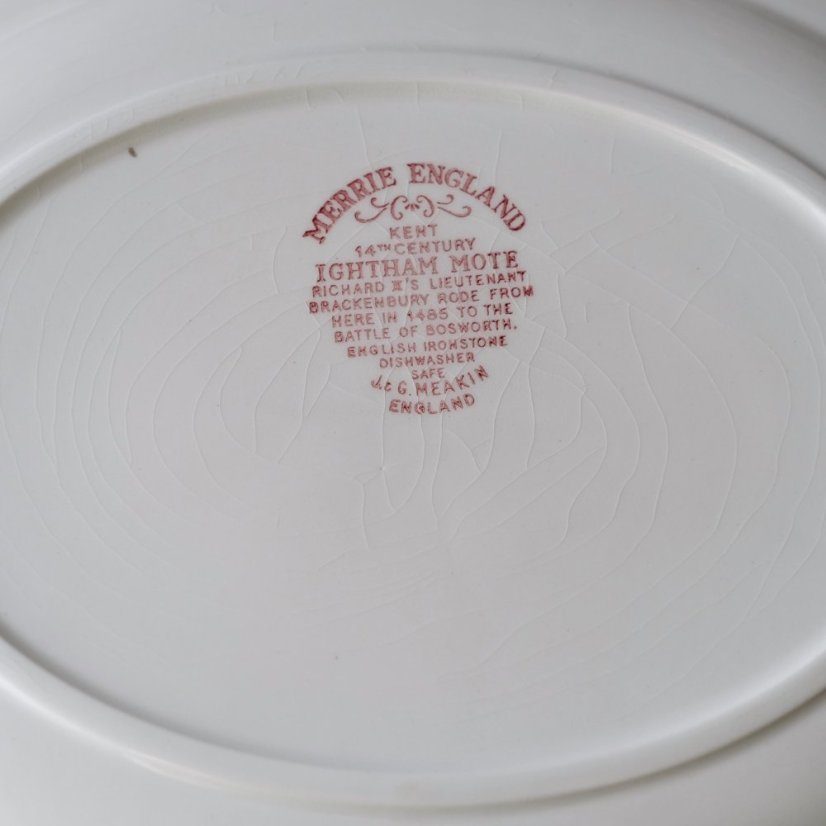 MERRIE ENGLAND
KENT
14TH CENTURY
IGHTHAM MOTE
RICHARD III'S LIEUTENANT
BRACKENBURY RODE FROM
HERE IN 1485 TO THE
BATTLE OF BOSWORTH.
ENGLISH IRONSTONE
DISHWASHER
SAFE
J. & G. MEAKIN
ENGLAND